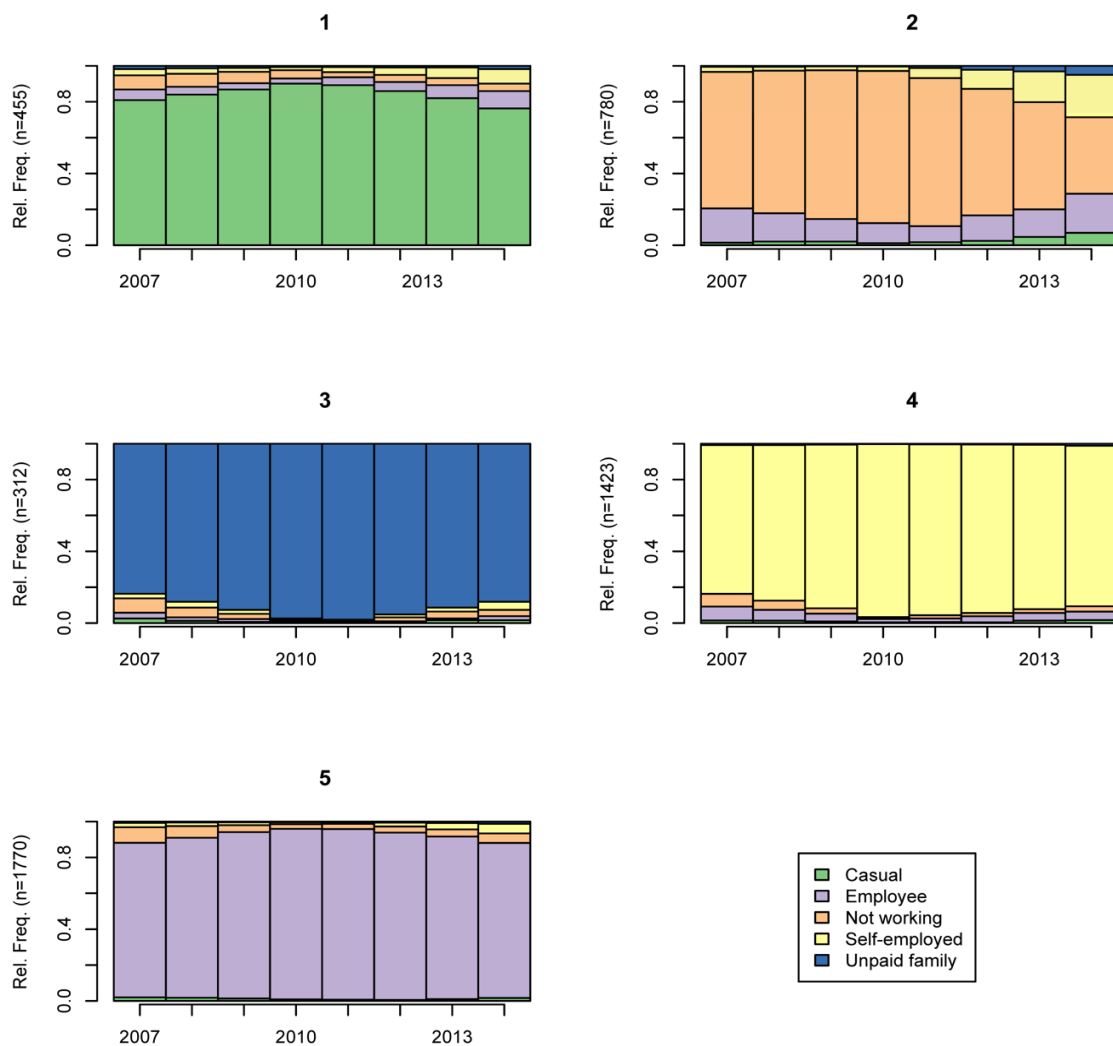 1
Rel. Freq. (n=455)
0.0 0.4 0.8
2007 2010 2013
2
Rel. Freq. (n=780)
0.0 0.4 0.8
2007 2010 2013
3
Rel. Freq. (n=312)
0.0 0.4 0.8
2007 2010 2013
4
Rel. Freq. (n=1423)
0.0 0.4 0.8
2007 2010 2013
5
Rel. Freq. (n=1770)
0.0 0.4 0.8
2007 2010 2013
Casual
Employee
Not working
Self-employed
Unpaid family